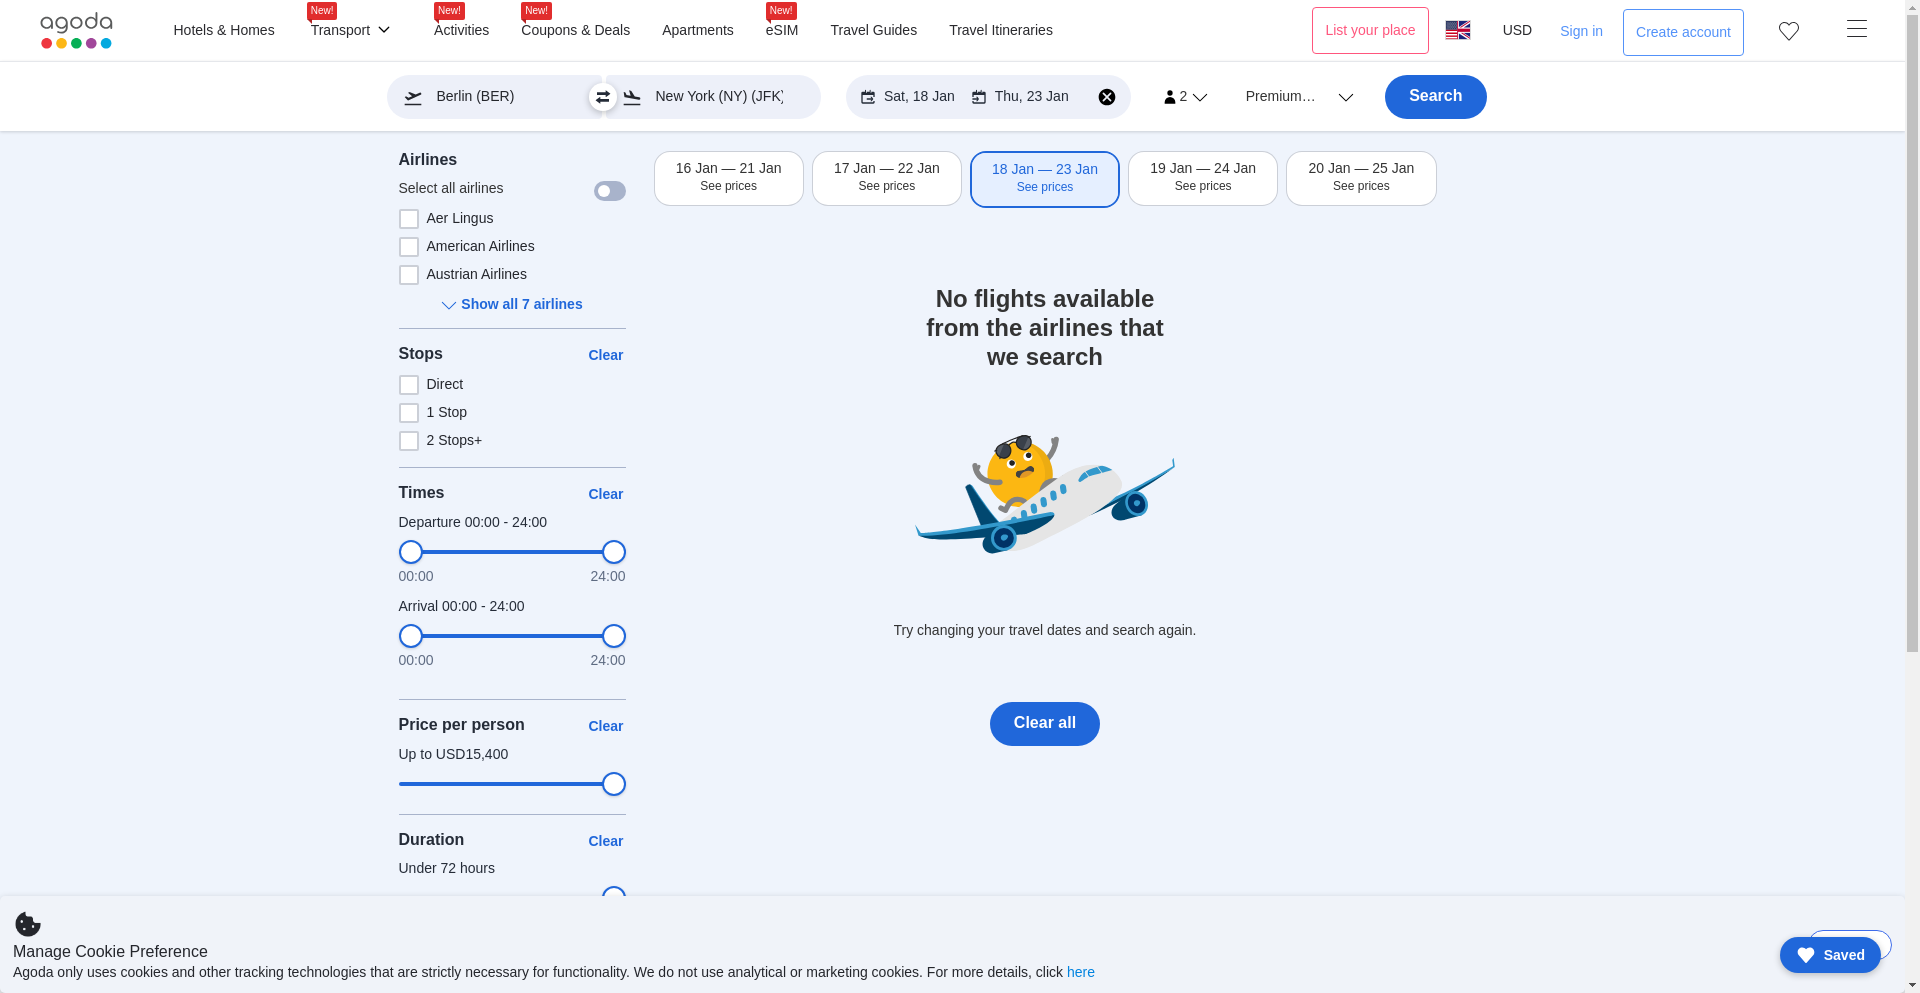 agoda
Hotels & Homes
New!
Transport
New!
Activities
New!
Coupons & Deals
Apartments
New!
eSIM
Travel Guides
Travel Itineraries
List your place
USD
Sign in
Create account
Berlin (BER)
New York (NY) (JFK)
Sat, 18 Jan
Thu, 23 Jan
2
Premium...
Search
Airlines
Select all airlines
Aer Lingus
American Airlines
Austrian Airlines
Show all 7 airlines
Stops
Clear
Direct
1 Stop
2 Stops+
Times
Clear
Departure 00:00 - 24:00
00:00
24:00
Arrival 00:00 - 24:00
00:00
24:00
Price per person
Clear
Up to USD15,400
Duration
Clear
Under 72 hours
16 Jan — 21 Jan
See prices
17 Jan — 22 Jan
See prices
18 Jan — 23 Jan
See prices
19 Jan — 24 Jan
See prices
20 Jan — 25 Jan
See prices
No flights available
from the airlines that
we search
Try changing your travel dates and search again.
Clear all
Manage Cookie Preference
Agoda only uses cookies and other tracking technologies that are strictly necessary for functionality. We do not use analytical or marketing cookies. For more details, click here
Saved